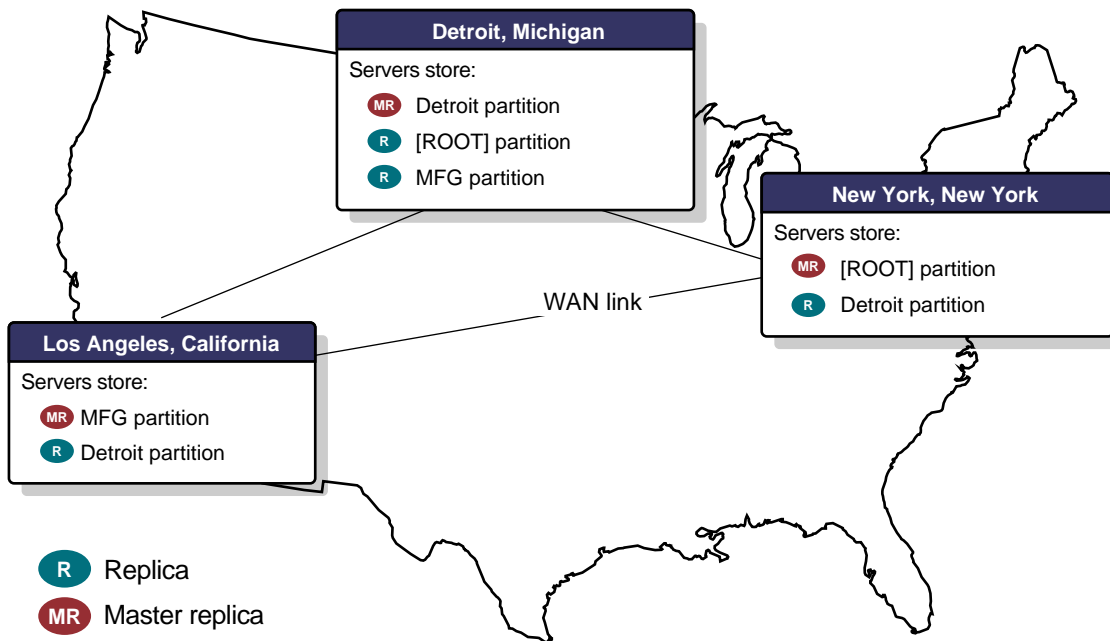 Detroit, Michigan
Servers store:
MR Detroit partition
R [ROOT] partition
R MFG partition
New York, New York
Servers store:
MR [ROOT] partition
R Detroit partition
WAN link
Los Angeles, California
Servers store:
MR MFG partition
R Detroit partition
R Replica
MR Master replica